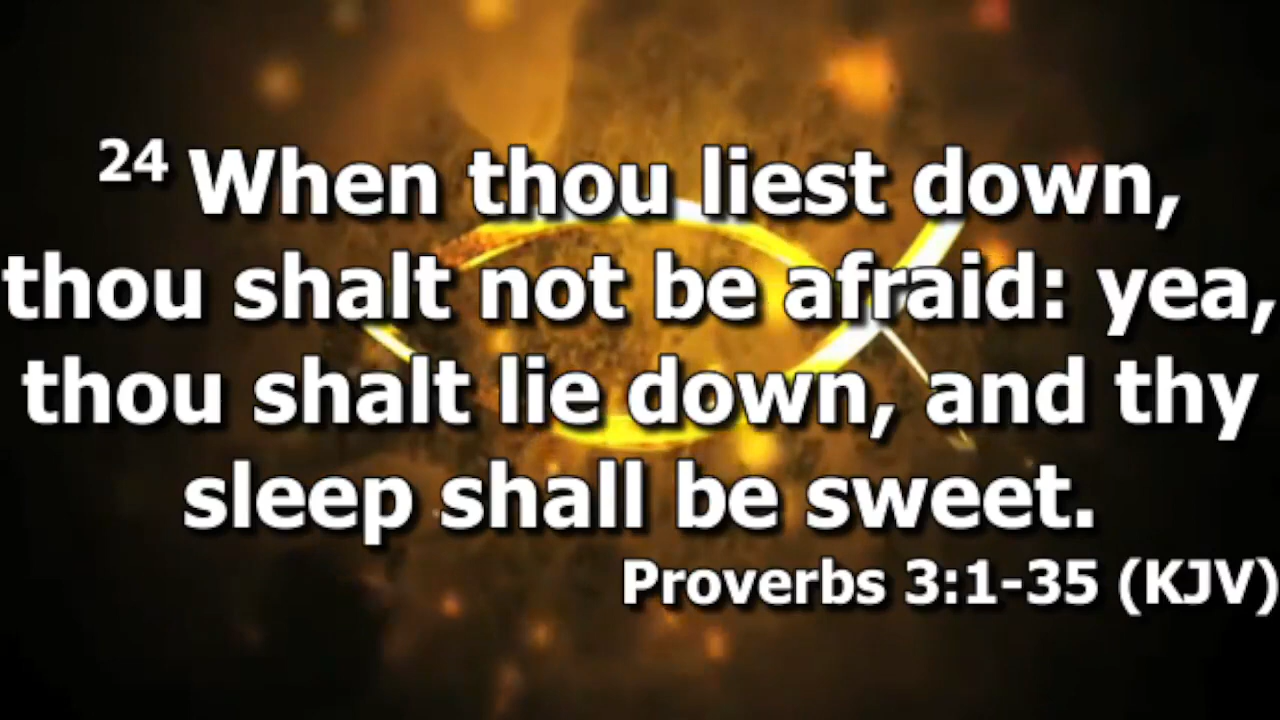 24 When thou liest down,
thou shalt not be afraid: yea,
thou shalt lie down, and thy
sleep shall be sweet.
Proverbs 3:1-35 (KJV)